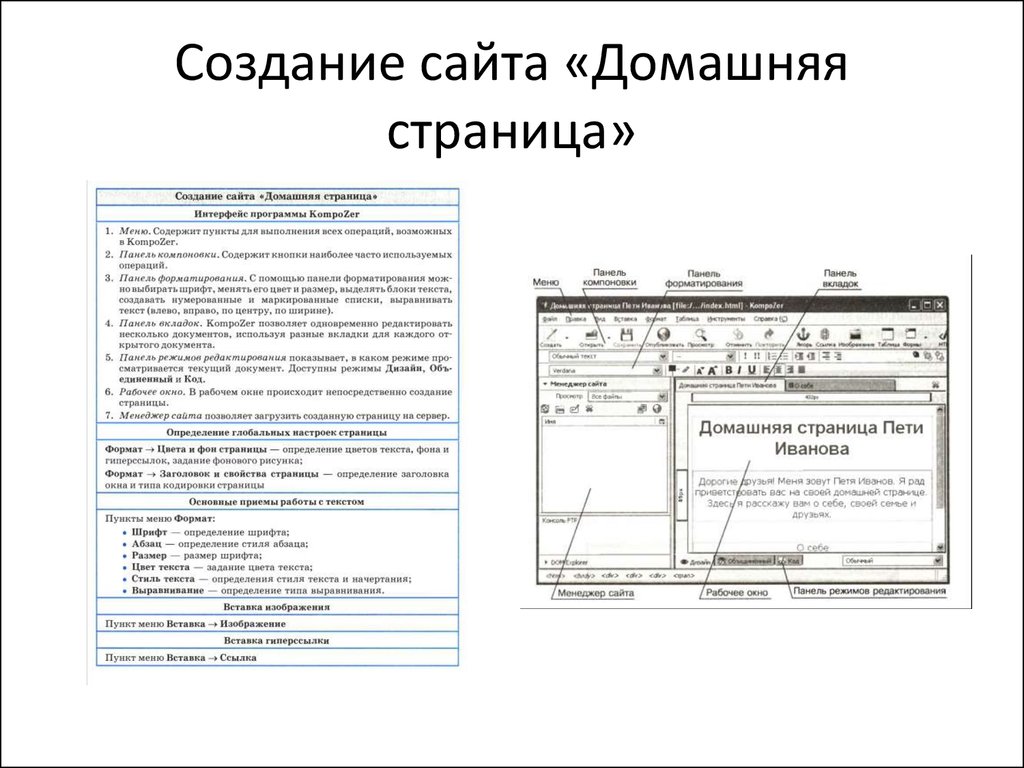 Создание сайта «Домашняя
страница»
Создание сайта «Домашняя страница»
Интерфейс программы KompoZer
1. Меню. Содержит пункты для выполнения всех операций, возможных
в KompoZer.
2. Панель компоновки. Содержит кнопки наиболее часто используемых
операций.
3. Панель форматирования. С помощью панели форматирования мож-
но выбирать шрифт, менять его цвет и размер, выделять блоки текста,
создавать нумерованные и маркированные списки, выравнивать
текст (влево, вправо, по центру, по ширине).
4. Панель вкладок. KompoZer позволяет одновременно редактировать
несколько документов, используя разные вкладки для каждого от-
крытого документа.
5. Панель режимов редактирования показывает, в каком режиме про-
сматривается текущий документ. Доступны режимы Дизайн, Объ-
единенный и Код.
6. Рабочее окно. В рабочем окне происходит непосредственно создание
страницы.
7. Менеджер сайта позволяет загрузить созданную страницу на сервер.
Определение глобальных настроек страницы
Формат → Цвета и фон страницы — определение цветов текста, фона и
гиперссылок, задание фонового рисунка;
Формат → Заголовок и свойства страницы — определение заголовка
окна и типа кодировки страницы
Основные приемы работы с текстом
Пункты меню Формат:
• Шрифт — определение шрифта;
• Абзац — определение стиля абзаца;
• Размер — размер шрифта;
• Цвет текста — задание цвета текста;
• Стиль текста — определения стиля текста и начертания;
• Выравнивание — определение типа выравнивания.
Вставка изображения
Пункт меню Вставка → Изображение
Вставка гиперссылки
Пункт меню Вставка → Ссылка
Меню
Панель
компоновки
Панель
форматирования
Панель
вкладок
Домашняя страница Пети Иванова [file:/.../index.html] - KompoZer
Файл Правка Вид Вставка Формат Таблица Инструменты Справка
Создать Открыть Сохранить Опубликовать Просмотр Отменить Повторить Якорь Ссылка Изображение Таблица Формы
Обычный текст
Verdana
Менеджер сайта
Просмотр: Все файлы
Имя
Домашняя страница Пети Иванова О себе
Домашняя страница Пети
Иванова
Дорогие друзья! Меня зовут Петя Иванов. Я рад
приветствовать вас на своей домашней странице.
Здесь я расскажу вам о себе, своей семье и
друзьях.
О себе
Консоль FTP
DOM Explorer
Дизайн Объединённый Код Обычный
<html> <body> <div> <div> <div> <span>
Менеджер сайта
Рабочее окно
Панель режимов редактирования